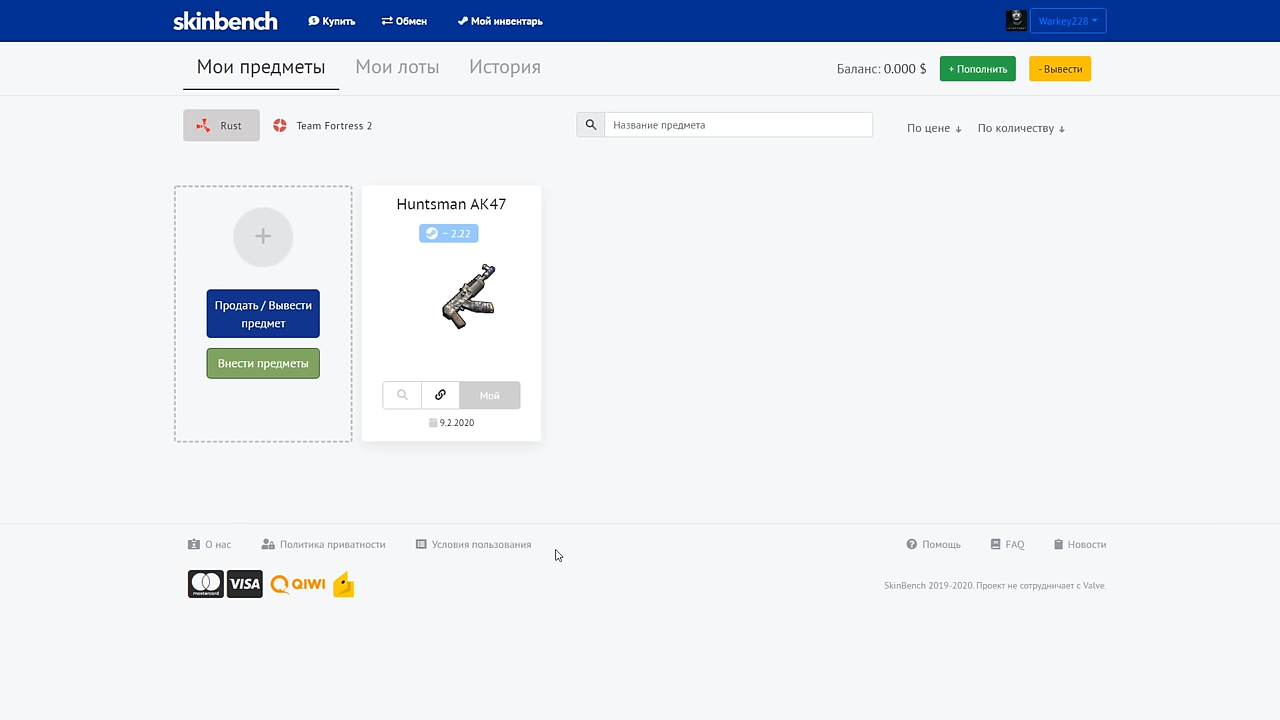 skinbench
Купить
Обмен
Мой инвентарь
Warkey228
Мои предметы
Мои лоты
История
Баланс: 0.000 $
+ Пополнить
- Вывести
Rust
Team Fortress 2
Название предмета
По цене ↓
По количеству ↓
+
Продать / Вывести
предмет
Внести предметы
Huntsman AK47
~ 2.22
Мой
9.2.2020
О нас
Политика приватности
Условия пользования
Помощь
FAQ
Новости
mastercard
VISA
QIWI
SkinBench 2019-2020. Проект не сотрудничает с Valve.